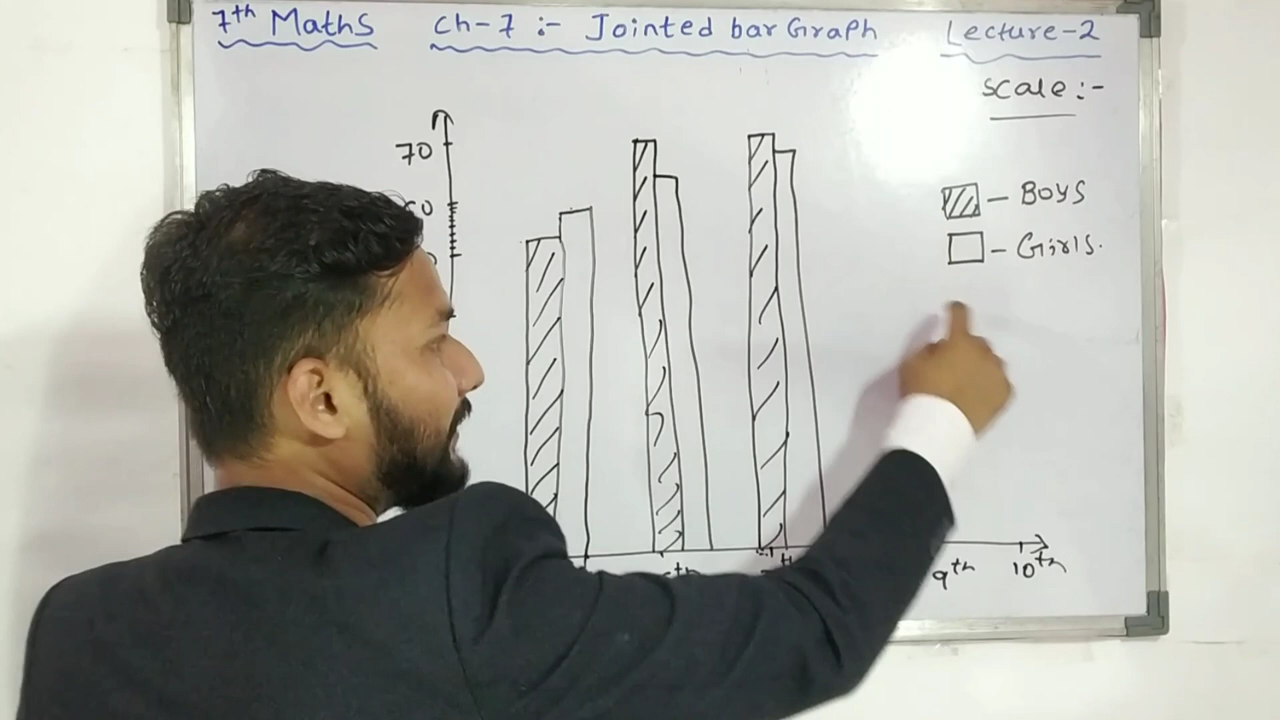 7th Maths Ch-7 :- Jointed bar Graph Lecture-2
Scale :-
70
Boys
Girls.
9th 10th